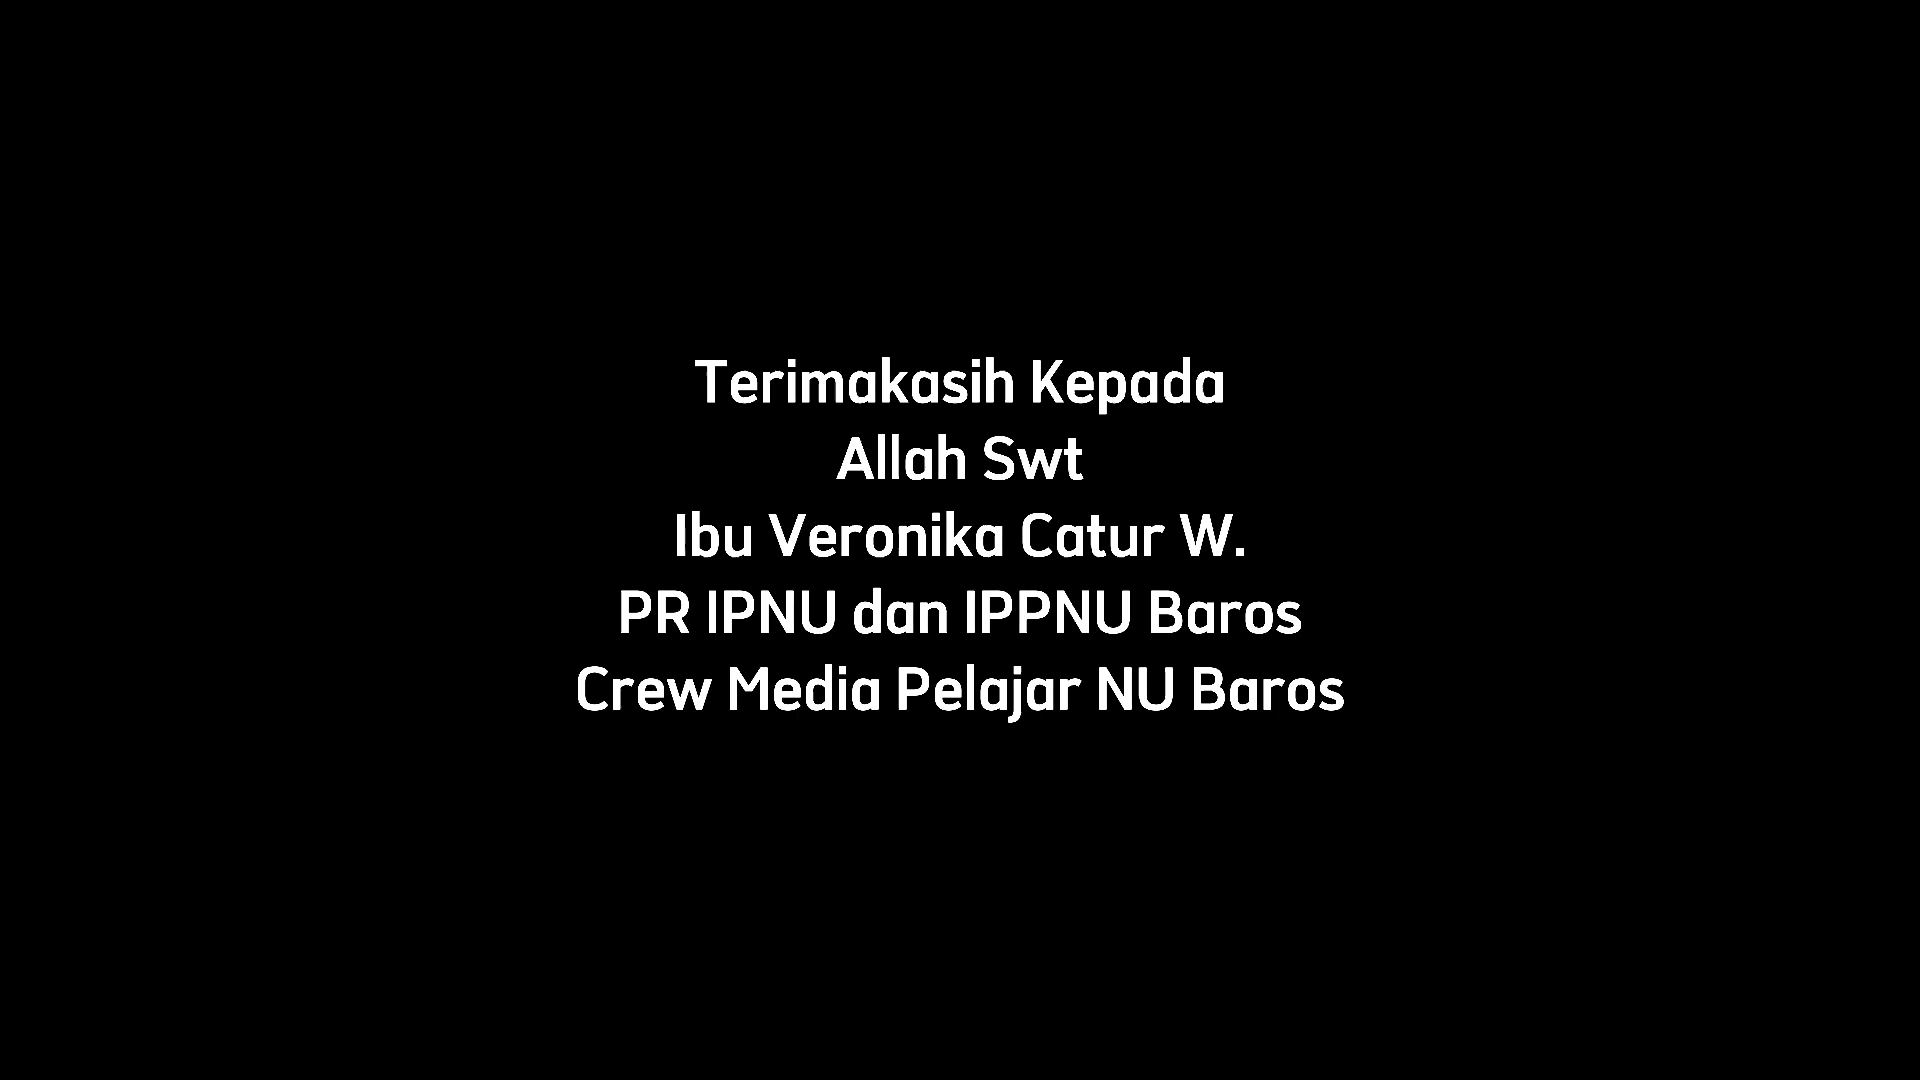 Terimakasih Kepada
Allah Swt
Ibu Veronika Catur W.
PR IPNU dan IPPNU Baros
Crew Media Pelajar NU Baros